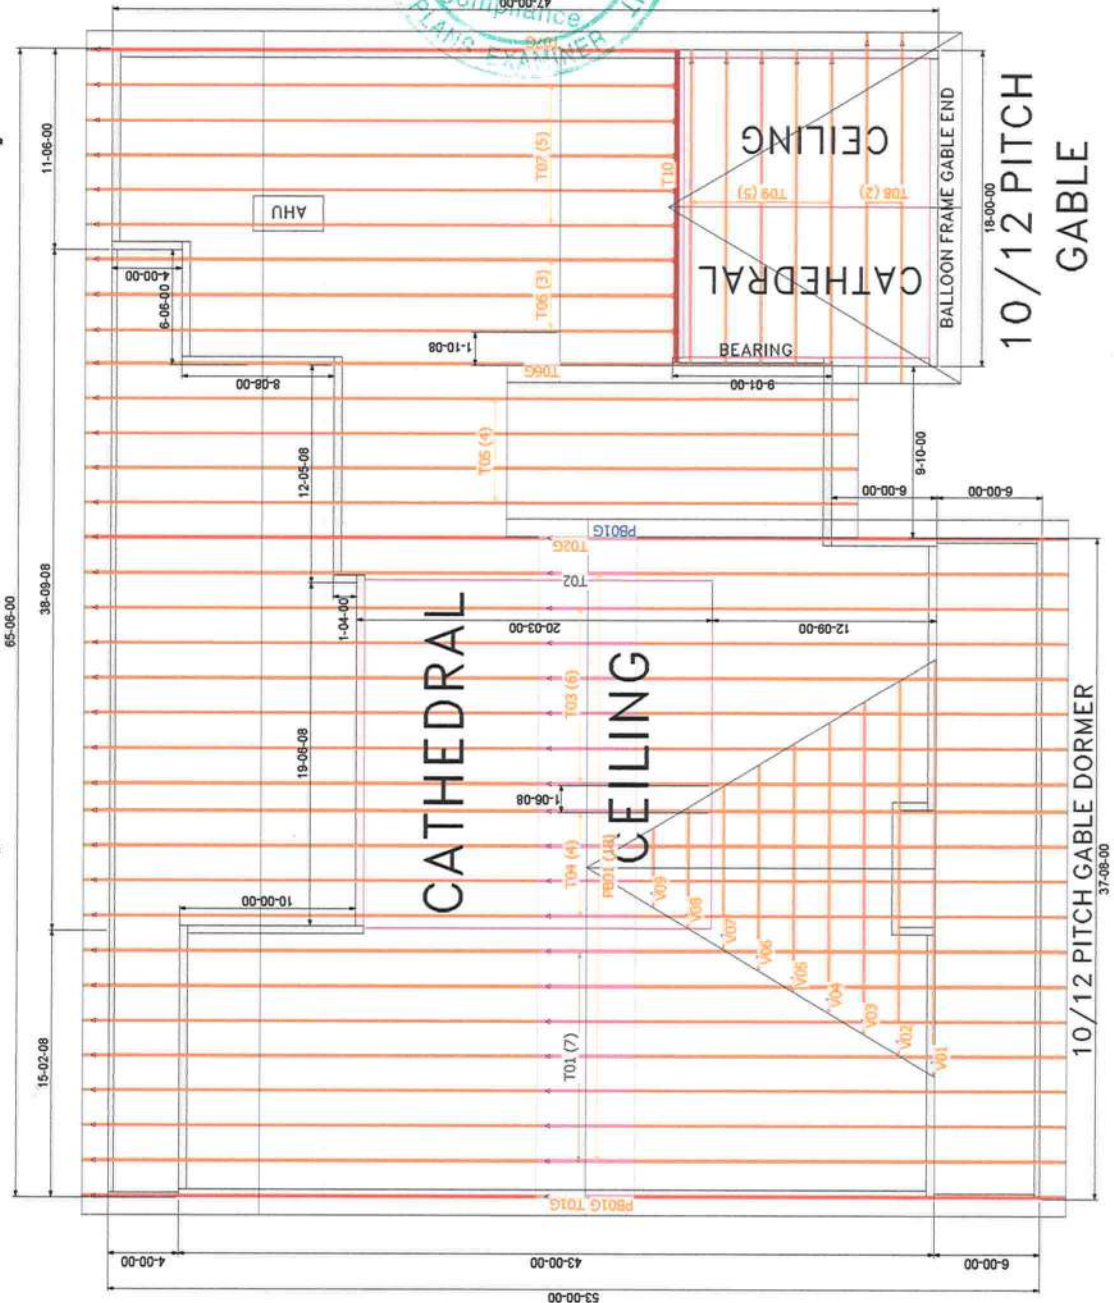 47-00-00
Compliance
PLANS EXAMINER
65-06-00
11-06-00
38-09-08
15-02-08
AHU
4-00-00
6-06-00
8-08-00
12-05-08
1-04-00
19-06-08
10-00-00
T07 (5)
T06 (3)
1-10-08
T06G
T05 (4)
T10
CATHEDRAL
CEILING
T09 (5)
T08 (2)
BEARING
9-01-00
BALLOON FRAME GABLE END
18-00-00
10/12 PITCH
GABLE
9-10-00
6-00-00
6-00-00
PB01G
T02G
T02
CATHEDRAL
CEILING
20-03-00
12-09-00
T03 (6)
1-06-08
T04 (4)
PB01 (18)
V09
V08
V07
V06
V05
V04
V03
V02
V01
T01 (7)
PB01G T01G
10/12 PITCH GABLE DORMER
37-08-00
4-00-00
43-00-00
6-00-00
53-00-00